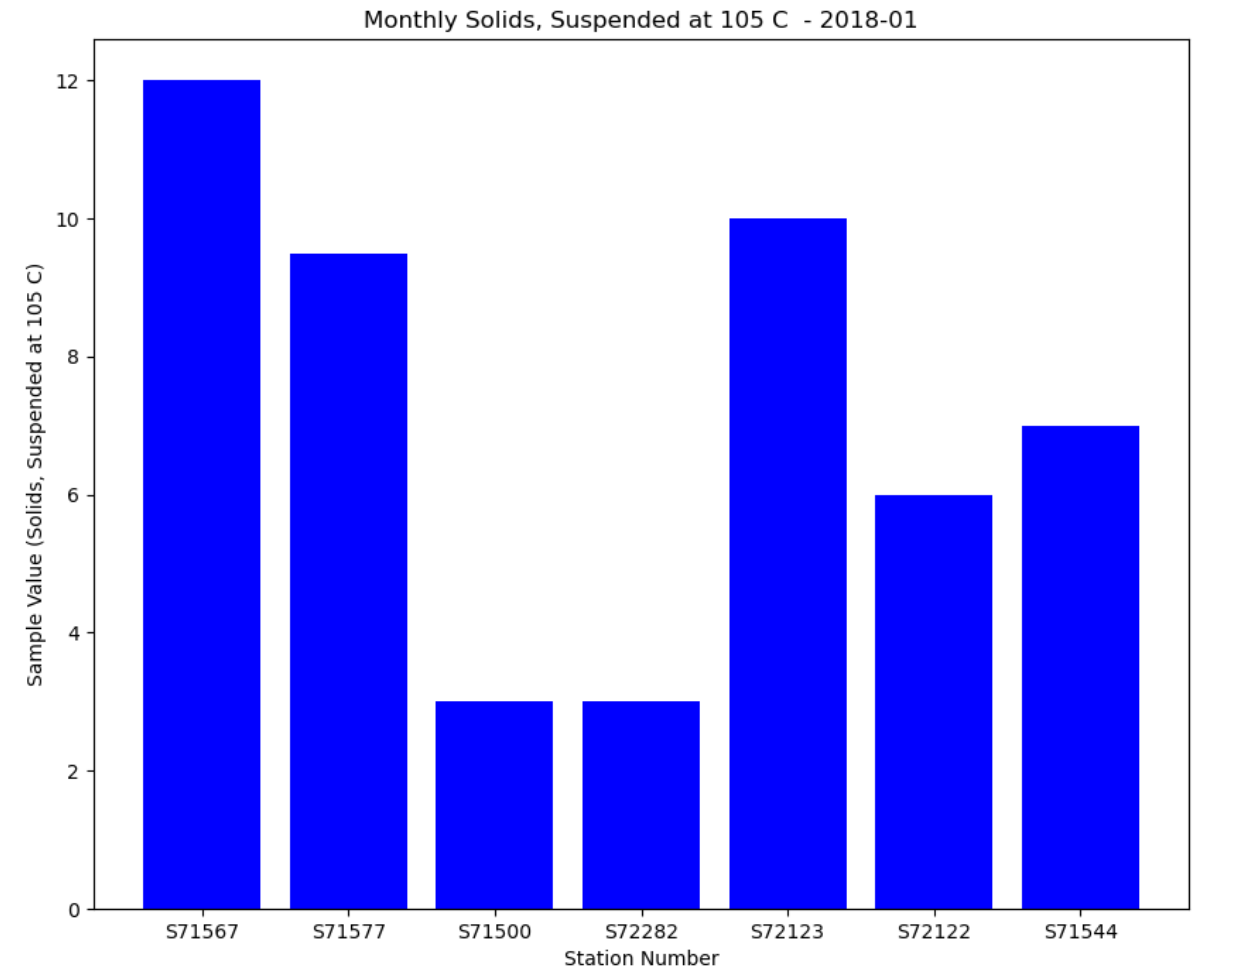 Monthly Solids, Suspended at 105 C  - 2018-01
Sample Value (Solids, Suspended at 105 C)
12
10
8
6
4
2
0
S71567 S71577 S71500 S72282 S72123 S72122 S71544
Station Number